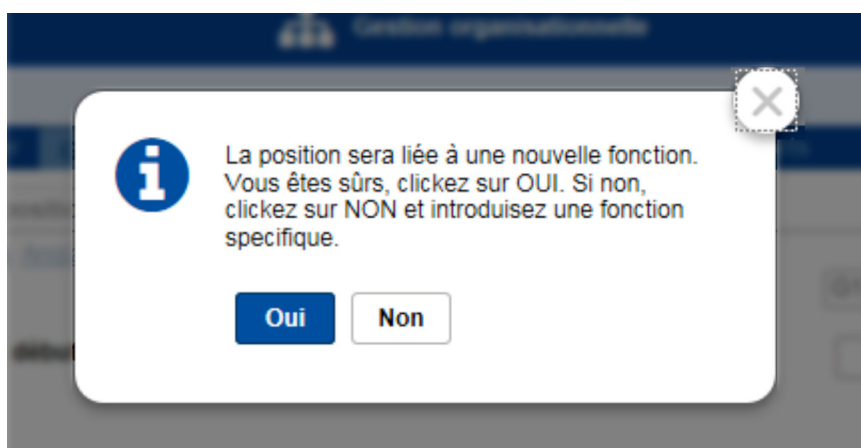 Gestion organisationnelle
La position sera liée à une nouvelle fonction.
Vous êtes sûrs, clickez sur OUI. Si non,
clickez sur NON et introduisez une fonction
specifique.
Oui
Non